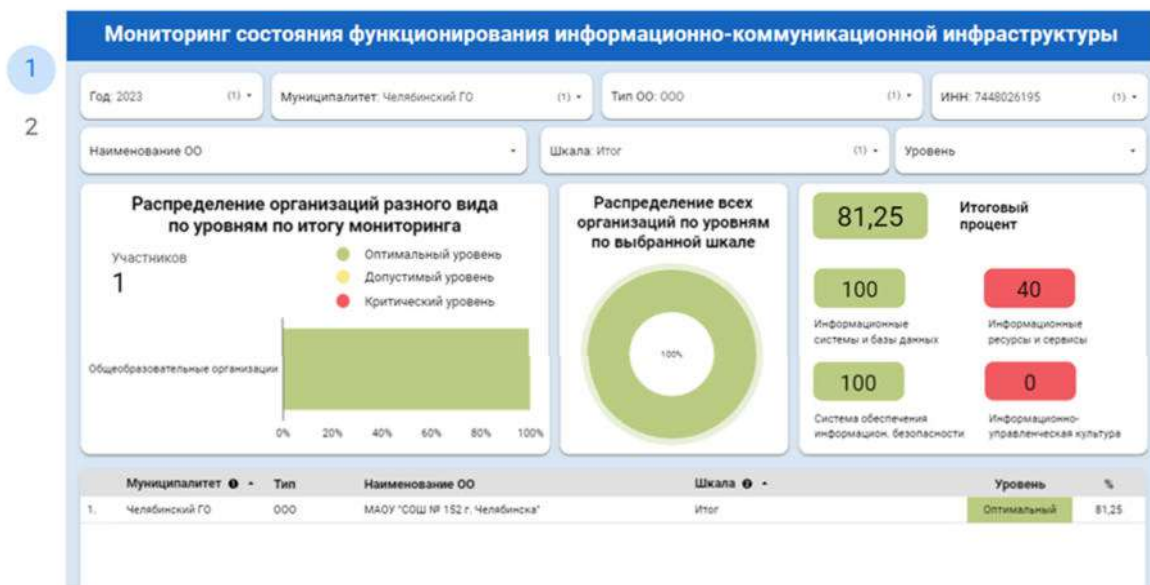 Мониторинг состояния функционирования информационно-коммуникационной инфраструктуры
1
2
Год: 2023 (1)
Муниципалитет: Челябинский ГО (1)
Тип ОО: ООО (1)
ИНН: 7448026195 (1)
Наименование ОО
Шкала: Итог (1)
Уровень
Распределение организаций разного вида
по уровням по итогу мониторинга
Участников
1
Оптимальный уровень
Допустимый уровень
Критический уровень
Общеобразовательные организации
0% 20% 40% 60% 80% 100%
Распределение всех
организаций по уровням
по выбранной шкале
100%
81,25
Итоговый
процент
100
Информационные
системы и базы данных
40
Информационные
ресурсы и сервисы
100
Система обеспечения
информацион. безопасности
0
Информационно-
управленческая культура
Муниципалитет Тип Наименование ОО Шкала Уровень %
1. Челябинский ГО ООО МАОУ "СОШ № 152 г. Челябинска" Итог Оптимальный 81,25